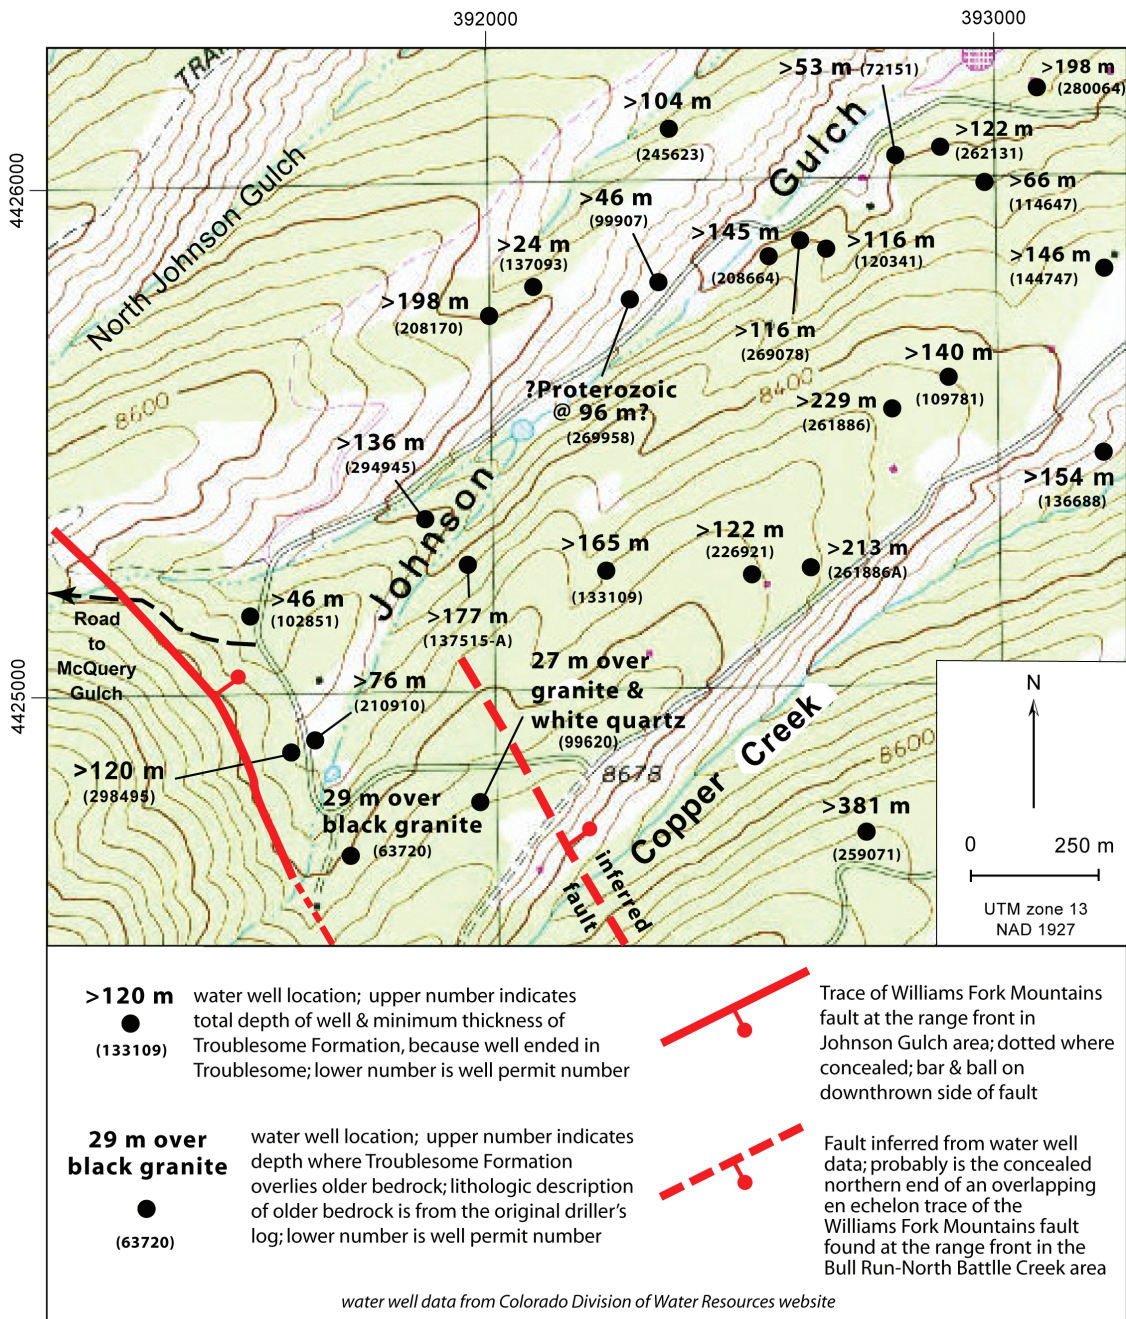 392000
393000
4426000
4425000
TRAI
North Johnson Gulch
>104 m
(245623)
>53 m (72151)
>198 m
(280064)
>122 m
(262131)
>66 m
(114647)
Gulch
>46 m
(99907)
>24 m
(137093)
>145 m
(208664)
>116 m
(120341)
>146 m
(144747)
>198 m
(208170)
>116 m
(269078)
>140 m
(109781)
?Proterozoic
@ 96 m?
(269958)
8400
>229 m
(261886)
8600
>136 m
(294945)
>154 m
(136688)
Johnson
>165 m
(133109)
>122 m
(226921)
>213 m
(261886A)
>46 m
(102851)
>177 m
(137515-A)
Road
to
McQuery
Gulch
27 m over
granite &
white quartz
(99620)
>76 m
(210910)
>120 m
(298495)
8678
Copper Creek
8600
29 m over
black granite
(63720)
>381 m
(259071)
inferred
fault
N
0 250 m
UTM zone 13
NAD 1927
>120 m
(133109)
water well location; upper number indicates
total depth of well & minimum thickness of
Troublesome Formation, because well ended in
Troublesome; lower number is well permit number
Trace of Williams Fork Mountains
fault at the range front in
Johnson Gulch area; dotted where
concealed; bar & ball on
downthrown side of fault
29 m over
black granite
(63720)
water well location; upper number indicates
depth where Troublesome Formation
overlies older bedrock; lithologic description
of older bedrock is from the original driller's
log; lower number is well permit number
Fault inferred from water well
data; probably is the concealed
northern end of an overlapping
en echelon trace of the
Williams Fork Mountains fault
found at the range front in the
Bull Run-North Battlle Creek area
water well data from Colorado Division of Water Resources website